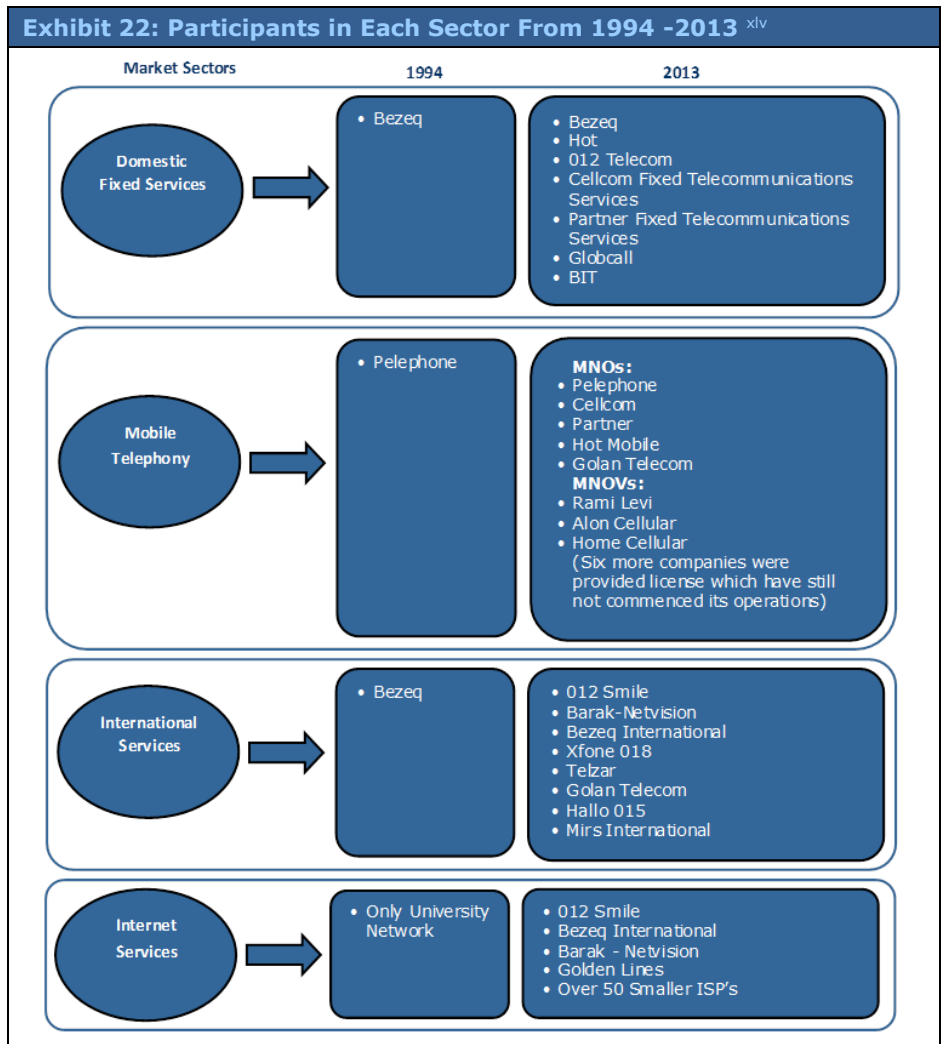 Exhibit 22: Participants in Each Sector From 1994 -2013 xlv
Market Sectors
1994
2013
Domestic
Fixed Services
• Bezeq
• Bezeq
• Hot
• 012 Telecom
• Cellcom Fixed Telecommunications
Services
• Partner Fixed Telecommunications
Services
• Globcall
• BIT
Mobile
Telephony
• Pelephone
MNOs:
• Pelephone
• Cellcom
• Partner
• Hot Mobile
• Golan Telecom
MNOVs:
• Rami Levi
• Alon Cellular
• Home Cellular
(Six more companies were
provided license which have still
not commenced its operations)
International
Services
• Bezeq
• 012 Smile
• Barak-Netvision
• Bezeq International
• Xfone 018
• Telzar
• Golan Telecom
• Hallo 015
• Mirs International
Internet
Services
• Only University
Network
• 012 Smile
• Bezeq International
• Barak - Netvision
• Golden Lines
• Over 50 Smaller ISP's